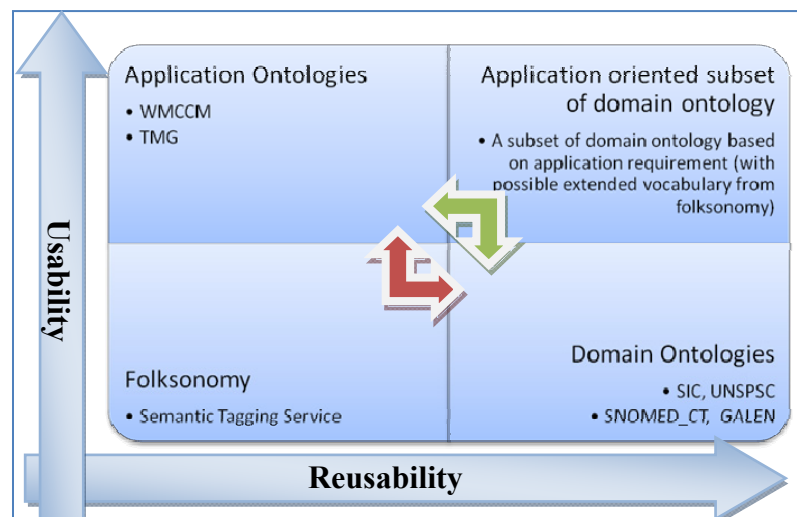 Application Ontologies
• WMCCM
• TMG
Application oriented subset
of domain ontology
• A subset of domain ontology based
on application requirement (with
possible extended vocabulary from
folksonomy)
Usability
Folksonomy
• Semantic Tagging Service
Domain Ontologies
• SIC, UNSPSC
• SNOMED_CT, GALEN
Reusability